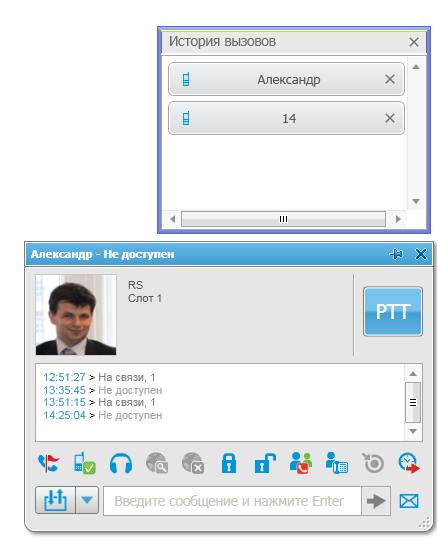 История вызовов
Александр
14
Александр - Не доступен
RS
Слот 1
PTT
12:51:27 > На связи, 1
13:35:45 > Не доступен
13:51:15 > На связи, 1
14:25:04 > Не доступен
Введите сообщение и нажмите Enter